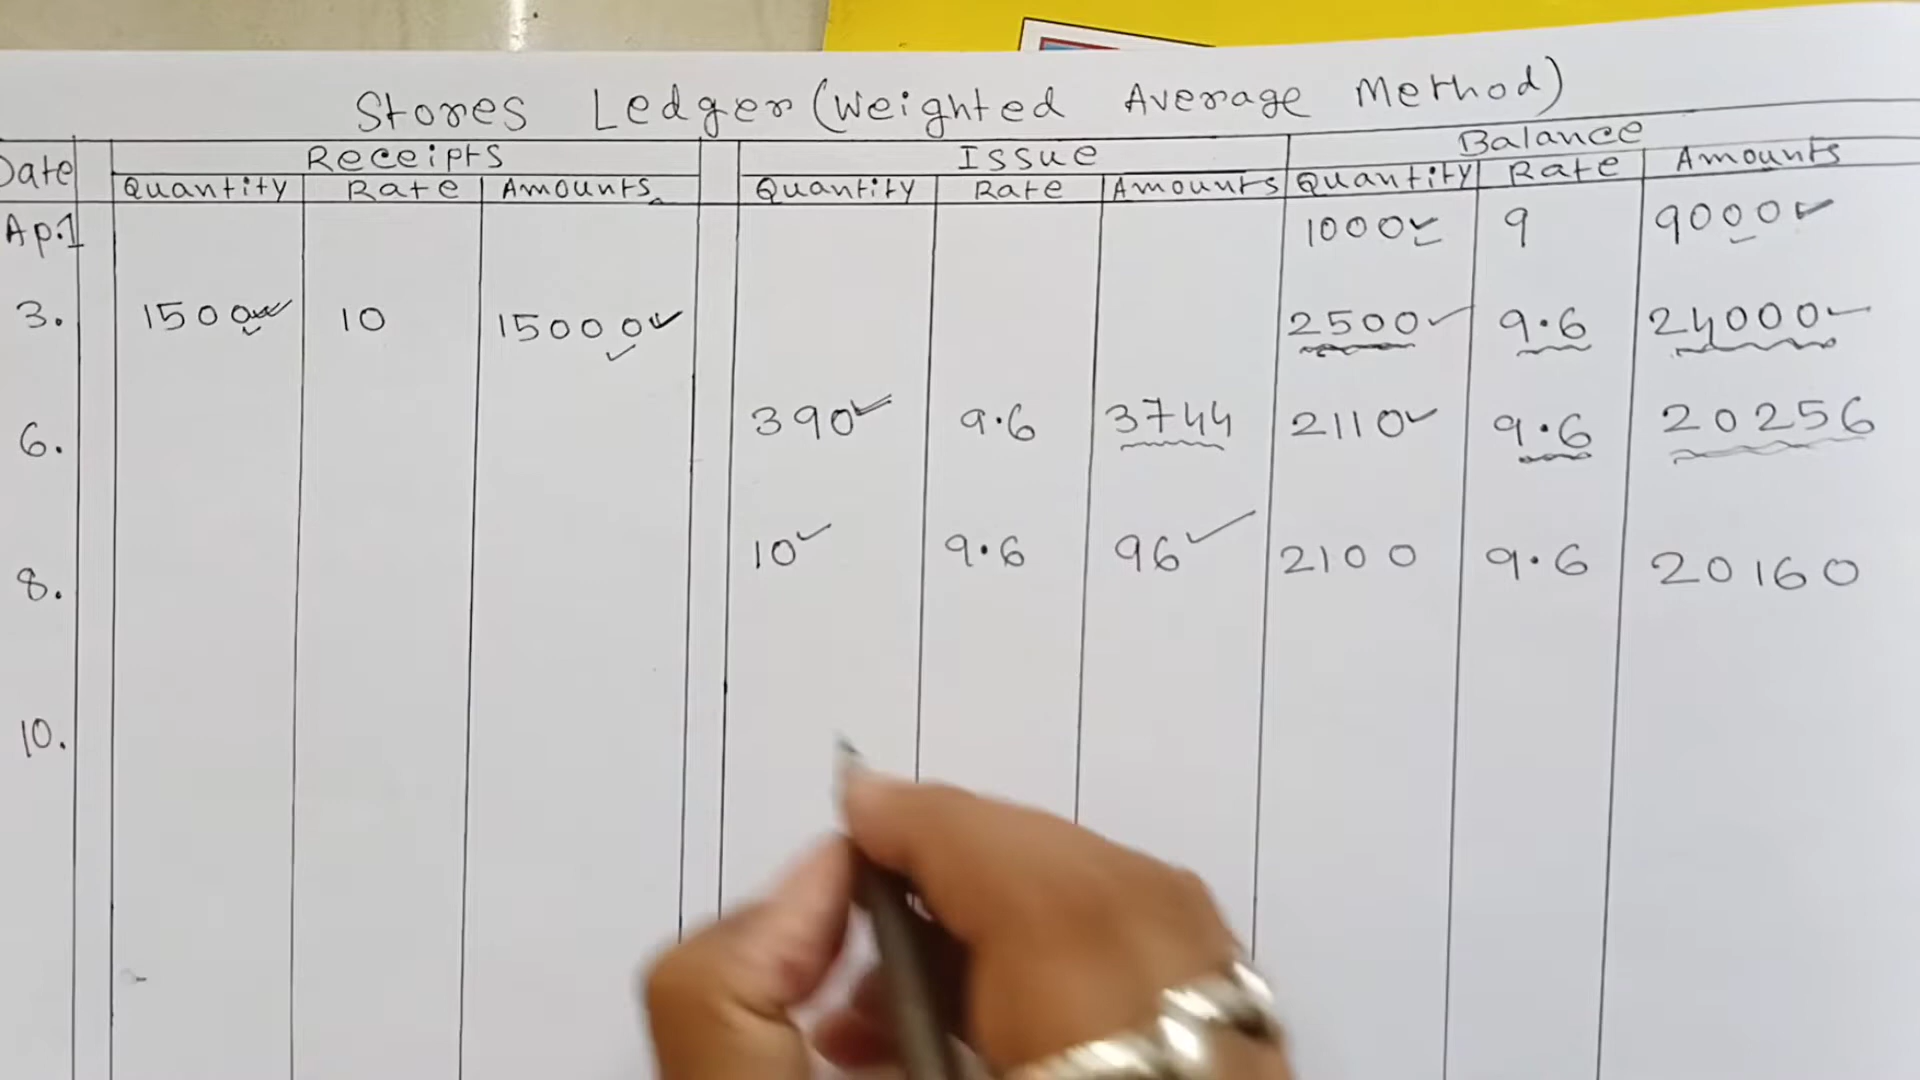 Stores Ledger (Weighted Average Method)
Date Receipts Issue Balance
Quantity Rate Amounts Quantity Rate Amounts Quantity Rate Amounts
Ap.1 1000 9 9000
3. 1500 10 15000 2500 9.6 24000
6. 390 9.6 3744 2110 9.6 20256
8. 10 9.6 96 2100 9.6 20160
10.